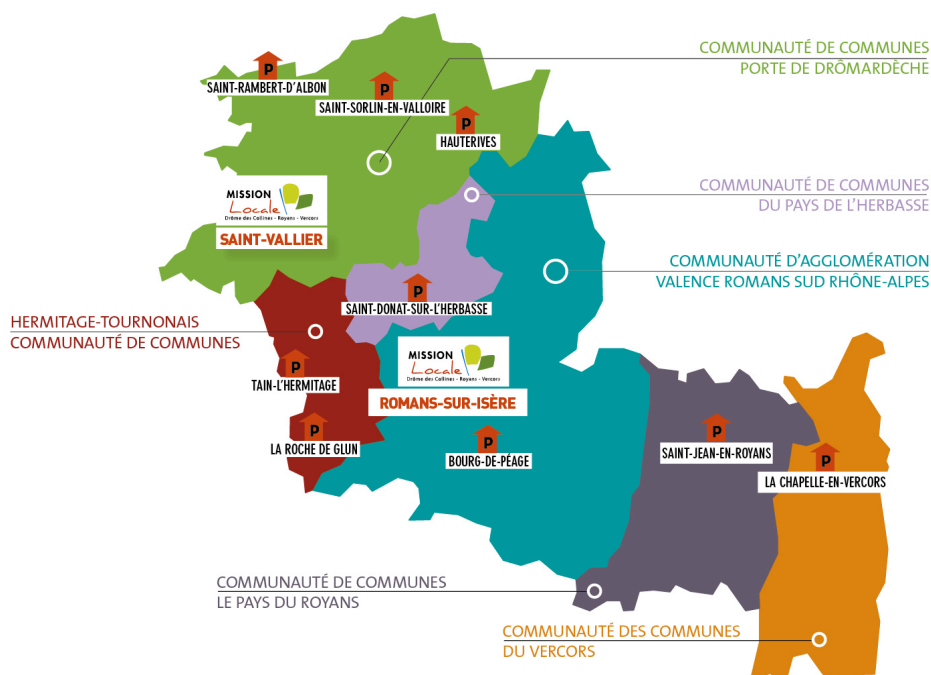 COMMUNAUTÉ DE COMMUNES
PORTE DE DRÔMARDÈCHE
P
SAINT-RAMBERT-D'ALBON
P
SAINT-SORLIN-EN-VALLOIRE
P
HAUTERIVES
COMMUNAUTÉ DE COMMUNES
DU PAYS DE L'HERBASSE
MISSION
Locale
Drôme des Collines - Royans - Vercors
SAINT-VALLIER
COMMUNAUTÉ D'AGGLOMÉRATION
VALENCE ROMANS SUD RHÔNE-ALPES
P
SAINT-DONAT-SUR-L'HERBASSE
HERMITAGE-TOURNONAIS
COMMUNAUTÉ DE COMMUNES
MISSION
Locale
Drôme des Collines - Royans - Vercors
ROMANS-SUR-ISÈRE
P
TAIN-L'HERMITAGE
P
LA ROCHE DE GLUN
P
BOURG-DE-PÉAGE
P
SAINT-JEAN-EN-ROYANS
P
LA CHAPELLE-EN-VERCORS
COMMUNAUTÉ DE COMMUNES
LE PAYS DU ROYANS
COMMUNAUTÉ DES COMMUNES
DU VERCORS